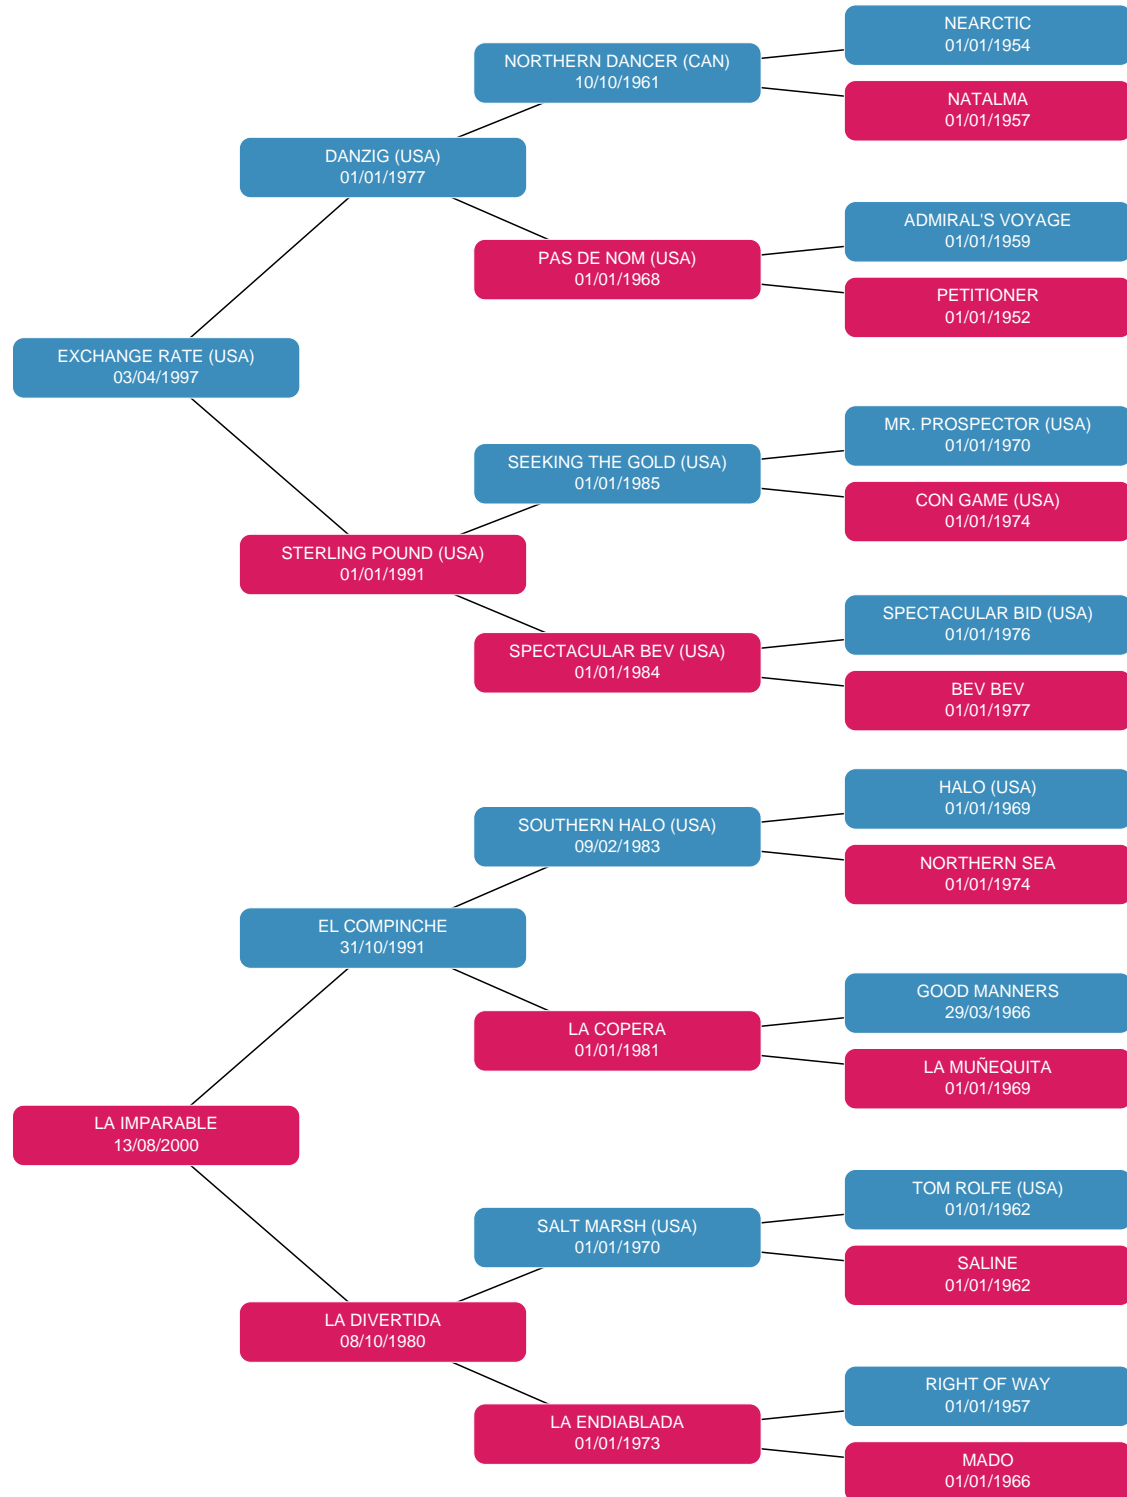 NEARCTIC
01/01/1954
NORTHERN DANCER (CAN)
10/10/1961
NATALMA
01/01/1957
DANZIG (USA)
01/01/1977
ADMIRAL'S VOYAGE
01/01/1959
PAS DE NOM (USA)
01/01/1968
PETITIONER
01/01/1952
EXCHANGE RATE (USA)
03/04/1997
MR. PROSPECTOR (USA)
01/01/1970
SEEKING THE GOLD (USA)
01/01/1985
CON GAME (USA)
01/01/1974
STERLING POUND (USA)
01/01/1991
SPECTACULAR BID (USA)
01/01/1976
SPECTACULAR BEV (USA)
01/01/1984
BEV BEV
01/01/1977
HALO (USA)
01/01/1969
SOUTHERN HALO (USA)
09/02/1983
NORTHERN SEA
01/01/1974
EL COMPINCHE
31/10/1991
GOOD MANNERS
29/03/1966
LA COPERA
01/01/1981
LA MUÑEQUITA
01/01/1969
LA IMPARABLE
13/08/2000
TOM ROLFE (USA)
01/01/1962
SALT MARSH (USA)
01/01/1970
SALINE
01/01/1962
LA DIVERTIDA
08/10/1980
RIGHT OF WAY
01/01/1957
LA ENDIABLADA
01/01/1973
MADO
01/01/1966